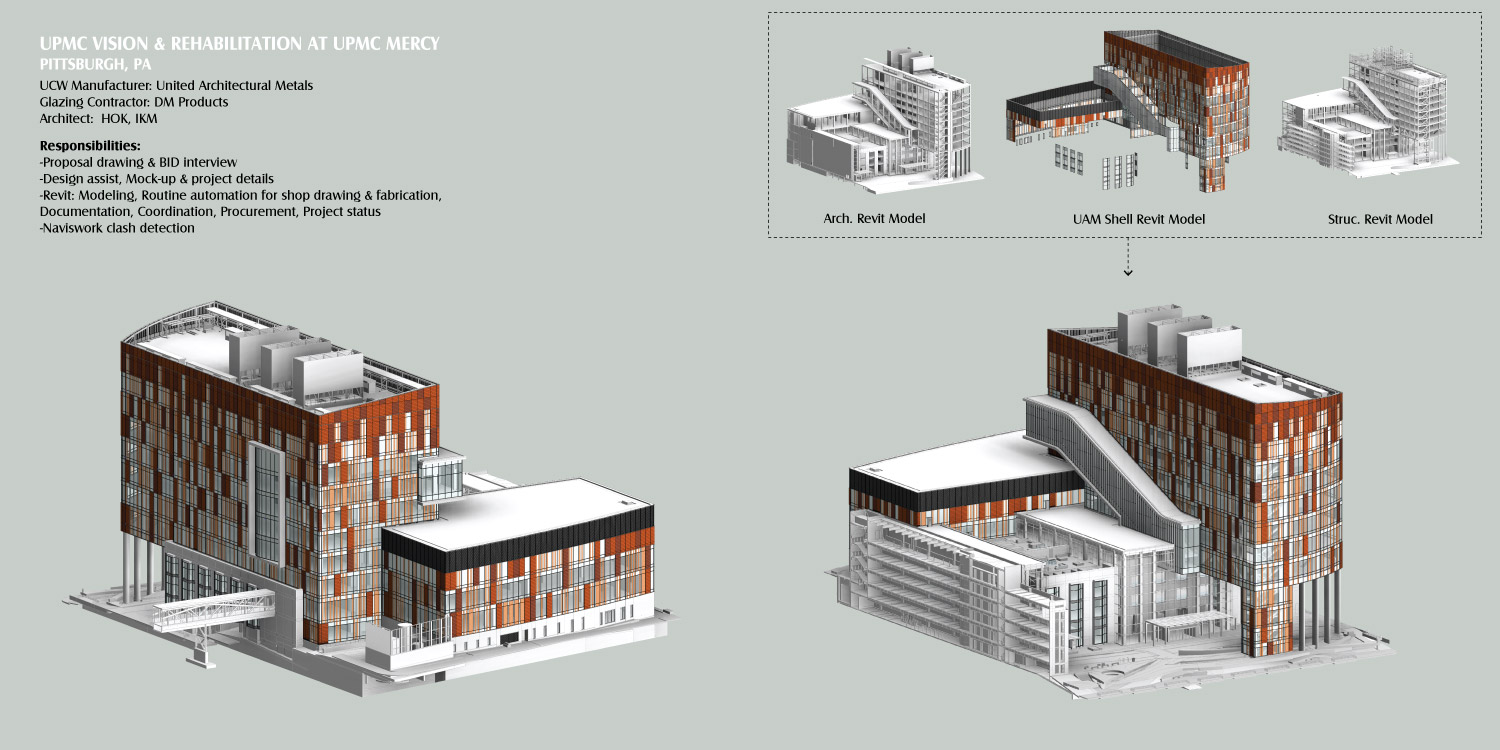 UPMC VISION & REHABILITATION AT UPMC MERCY
PITTSBURGH, PA
UCW Manufacturer: United Architectural Metals
Glazing Contractor: DM Products
Architect:  HOK, IKM
Responsibilities:
-Proposal drawing & BID interview
-Design assist, Mock-up & project details
-Revit: Modeling, Routine automation for shop drawing & fabrication,
Documentation, Coordination, Procurement, Project status
-Naviswork clash detection
Arch. Revit Model
UAM Shell Revit Model
Struc. Revit Model